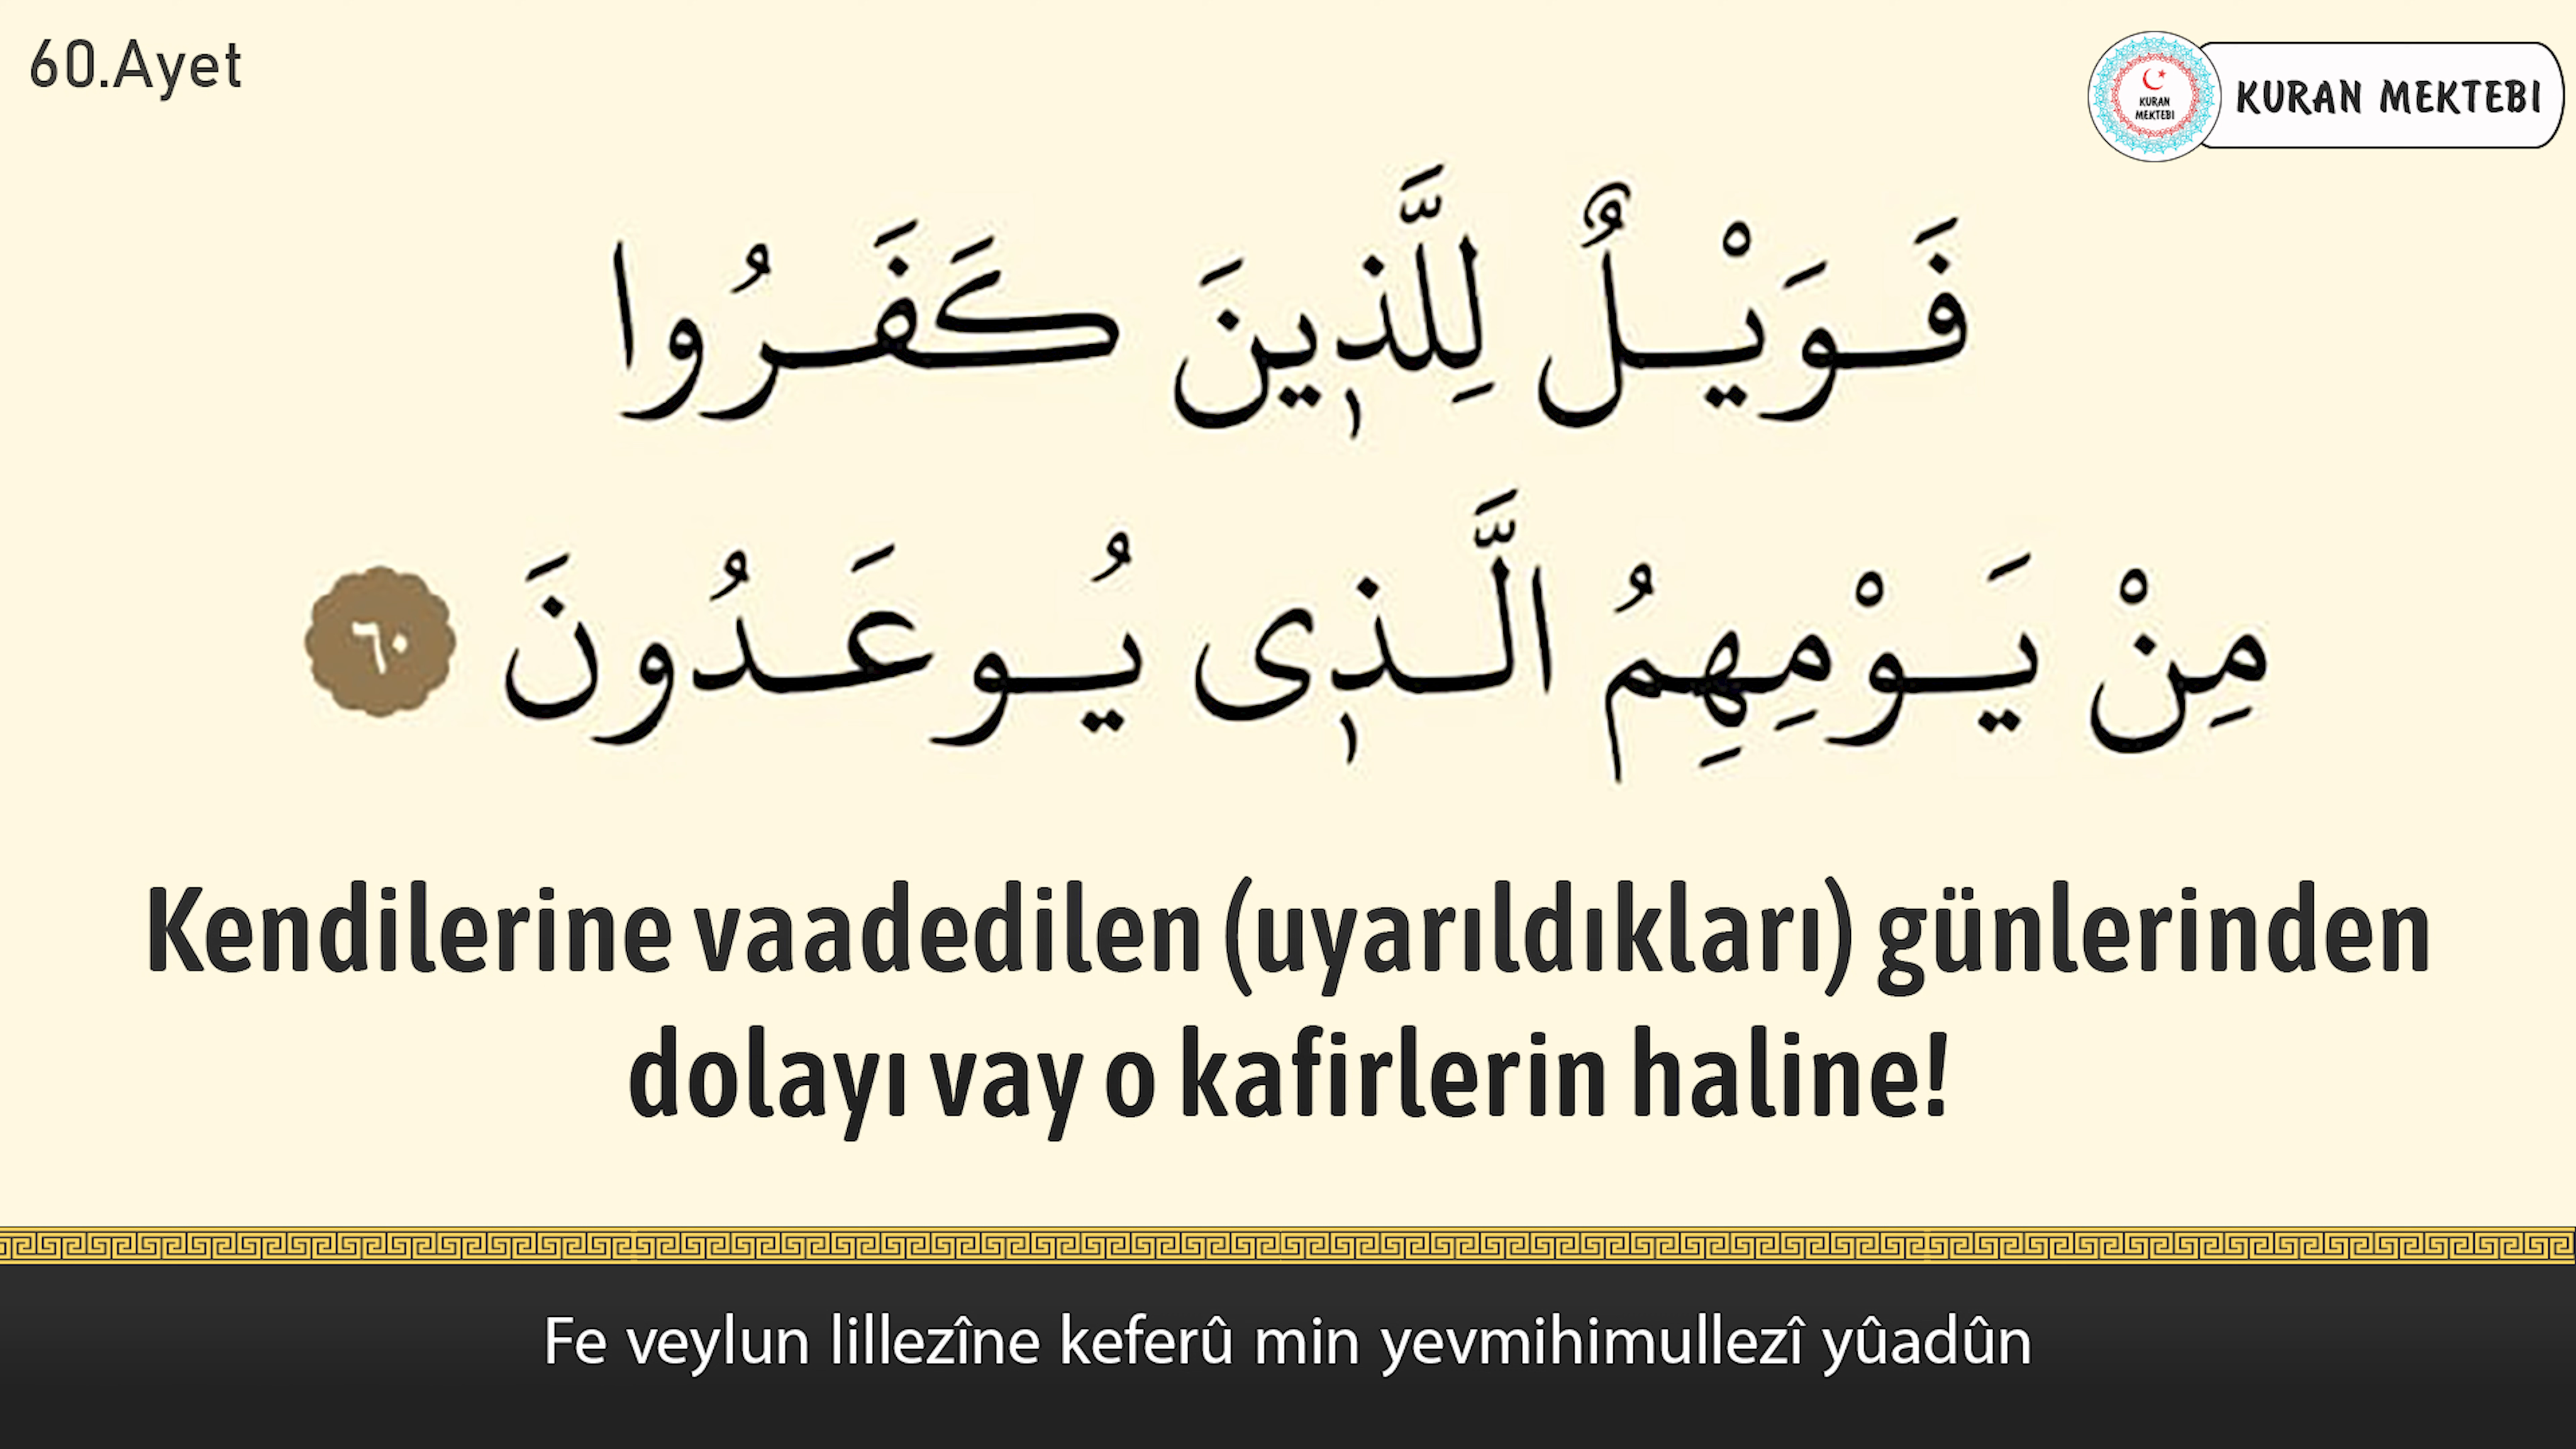 60.Ayet
KURAN
MEKTEBI
KURAN MEKTEBI
فَوَيْلٌ لِلَّذٖينَ كَفَرُوا
مِنْ يَوْمِهِمُ الَّذٖى يُوعَدُونَ ٦٠
Kendilerine vaadedilen (uyarıldıkları) günlerinden
dolayı vay o kafirlerin haline!
Fe veylun lillezîne keferû min yevmihimullezî yûadûn